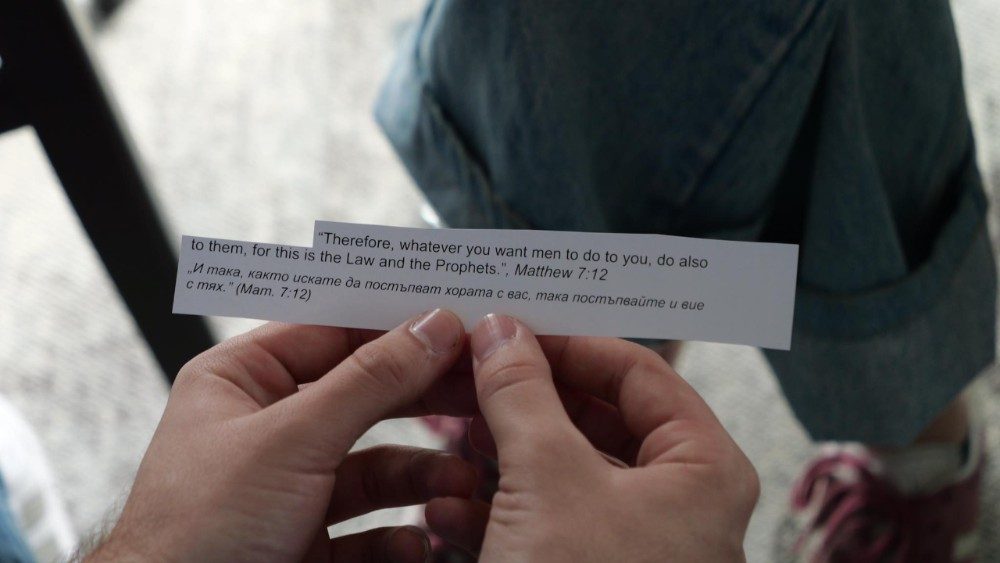 “Therefore, whatever you want men to do to you, do also
to them, for this is the Law and the Prophets.”, Matthew 7:12
„И така, както искате да постъпват хората с вас, така постъпвайте и вие
с тях.” (Мат. 7:12)